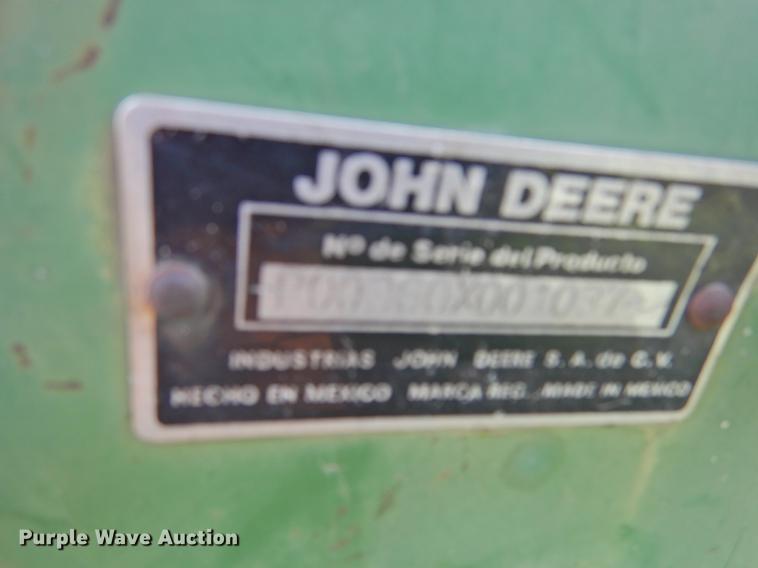 JOHN DEERE
Nº de Serie del Producto
INDUSTRIAS JOHN DEERE S.A. de C.V.
HECHO EN MEXICO MARCA REG. MADE IN MEXICO
Purple Wave Auction